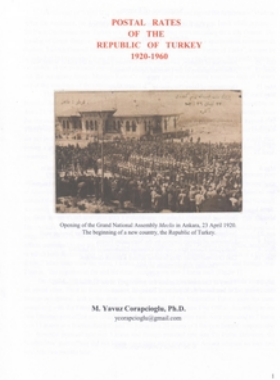 POSTAL RATES
OF THE
REPUBLIC OF TURKEY
1920-1960
Opening of the Grand National Assembly Meclis in Ankara, 23 April 1920.
The beginning of a new country, the Republic of Turkey.
M. Yavuz Corapcioglu, Ph.D.
ycorapcioglu@gmail.com
1